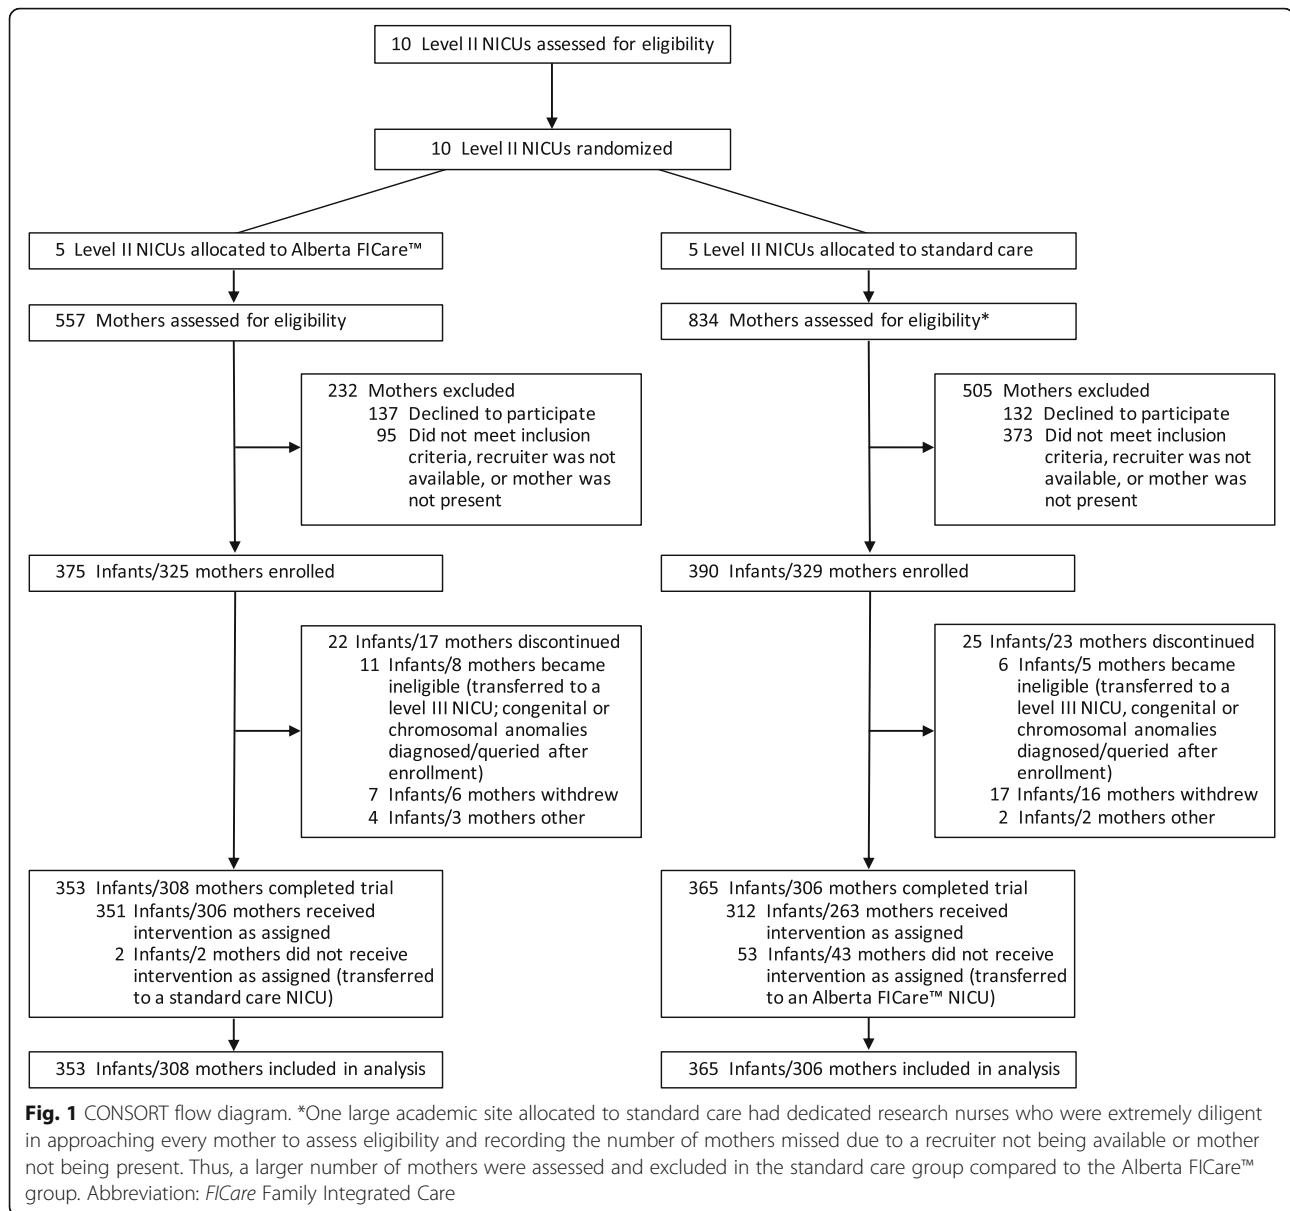 10 Level II NICUs assessed for eligibility
10 Level II NICUs randomized
5 Level II NICUs allocated to Alberta FICare™
557 Mothers assessed for eligibility
232 Mothers excluded
137 Declined to participate
95 Did not meet inclusion
criteria, recruiter was not
available, or mother was
not present
375 Infants/325 mothers enrolled
22 Infants/17 mothers discontinued
11 Infants/8 mothers became
ineligible (transferred to a
level III NICU; congenital or
chromosomal anomalies
diagnosed/queried after
enrollment)
7 Infants/6 mothers withdrew
4 Infants/3 mothers other
353 Infants/308 mothers completed trial
351 Infants/306 mothers received
intervention as assigned
2 Infants/2 mothers did not receive
intervention as assigned (transferred
to a standard care NICU)
353 Infants/308 mothers included in analysis
5 Level II NICUs allocated to standard care
834 Mothers assessed for eligibility*
505 Mothers excluded
132 Declined to participate
373 Did not meet inclusion
criteria, recruiter was not
available, or mother was
not present
390 Infants/329 mothers enrolled
25 Infants/23 mothers discontinued
6 Infants/5 mothers became
ineligible (transferred to a
level III NICU, congenital or
chromosomal anomalies
diagnosed/queried after
enrollment)
17 Infants/16 mothers withdrew
2 Infants/2 mothers other
365 Infants/306 mothers completed trial
312 Infants/263 mothers received
intervention as assigned
53 Infants/43 mothers did not receive
intervention as assigned (transferred
to an Alberta FICare™ NICU)
365 Infants/306 mothers included in analysis
Fig. 1 CONSORT flow diagram. *One large academic site allocated to standard care had dedicated research nurses who were extremely diligent
in approaching every mother to assess eligibility and recording the number of mothers missed due to a recruiter not being available or mother
not being present. Thus, a larger number of mothers were assessed and excluded in the standard care group compared to the Alberta FICare™
group. Abbreviation: FICare Family Integrated Care